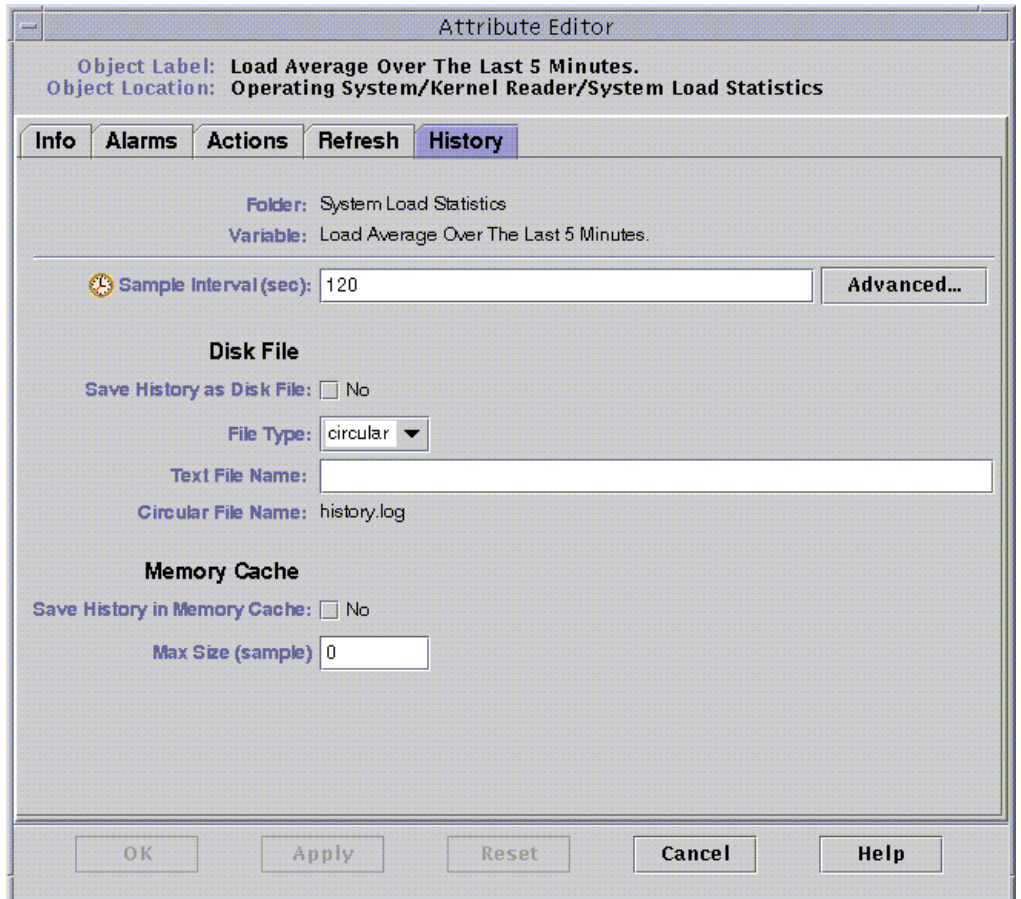 Attribute Editor
Object Label: Load Average Over The Last 5 Minutes.
Object Location: Operating System/Kernel Reader/System Load Statistics
Info Alarms Actions Refresh History
Folder: System Load Statistics
Variable: Load Average Over The Last 5 Minutes.
Sample Interval (sec): 120 Advanced...
Disk File
Save History as Disk File: No
File Type: circular
Text File Name:
Circular File Name: history.log
Memory Cache
Save History in Memory Cache: No
Max Size (sample) 0
OK Apply Reset Cancel Help